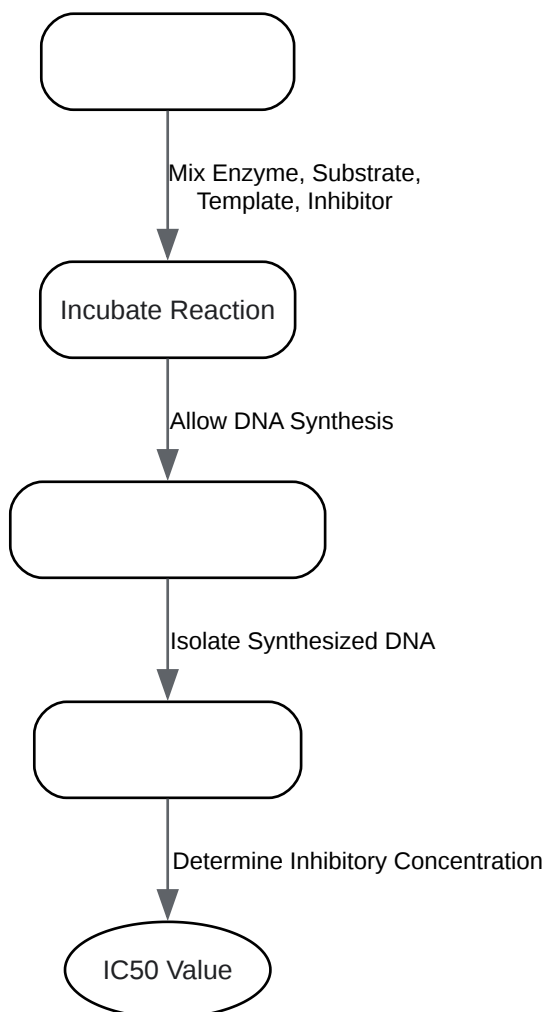 Mix Enzyme, Substrate,
Template, Inhibitor
Incubate Reaction
Allow DNA Synthesis
Isolate Synthesized DNA
Determine Inhibitory Concentration
IC50 Value